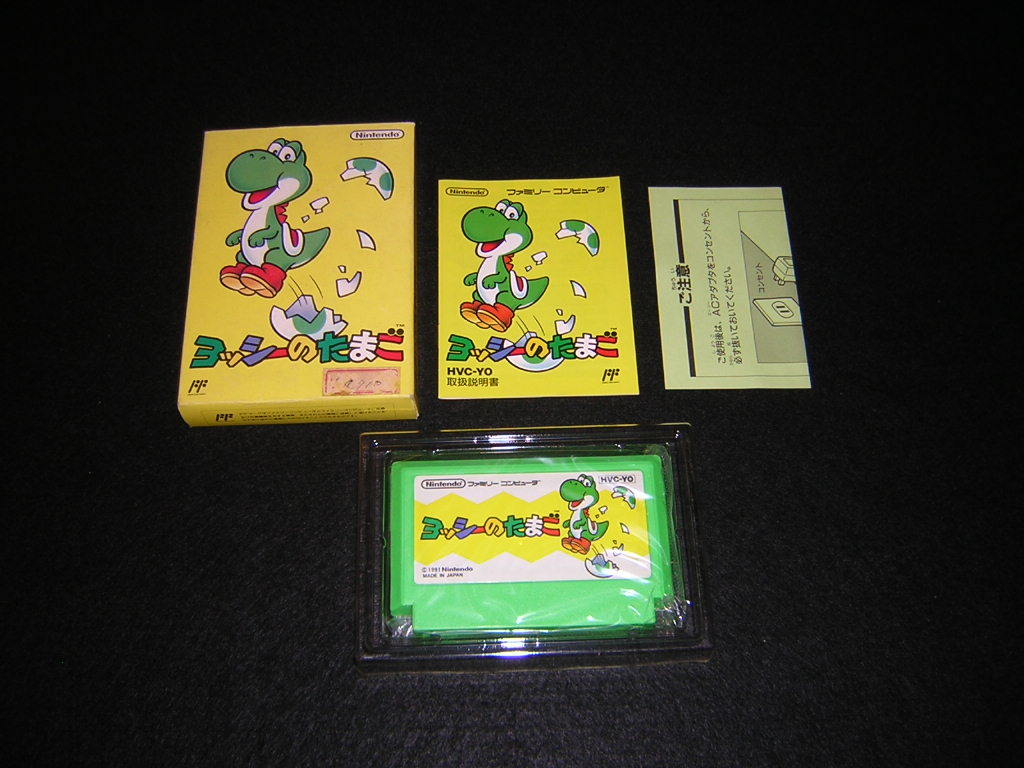 Nintendo
ヨッシーのたまご
TM
FF
FF
Nintendo ファミリー コンピュータ
ヨッシーのたまご
HVC-YO
取扱説明書
FF
ご注意
ご使用後は、ACアダプタをコンセントから、
必ず抜いておいてください。
コンセント
Nintendo ファミリー コンピュータ HVC-YO
ヨッシーのたまご
©1991 Nintendo
MADE IN JAPAN